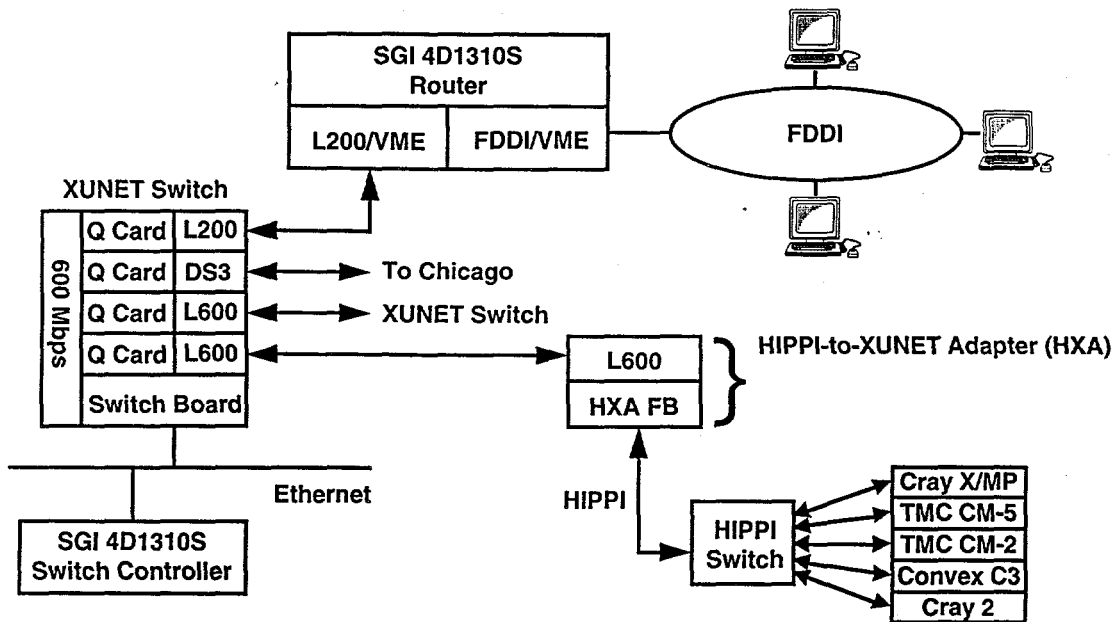 SGI 4D1310S
Router
L200/VME
FDDI/VME
FDDI
XUNET Switch
600 Mbps
Q Card
L200
Q Card
DS3
To Chicago
Q Card
L600
XUNET Switch
Q Card
L600
Switch Board
L600
HXA FB
HIPPI-to-XUNET Adapter (HXA)
Ethernet
SGI 4D1310S
Switch Controller
HIPPI
HIPPI
Switch
Cray X/MP
TMC CM-5
TMC CM-2
Convex C3
Cray 2